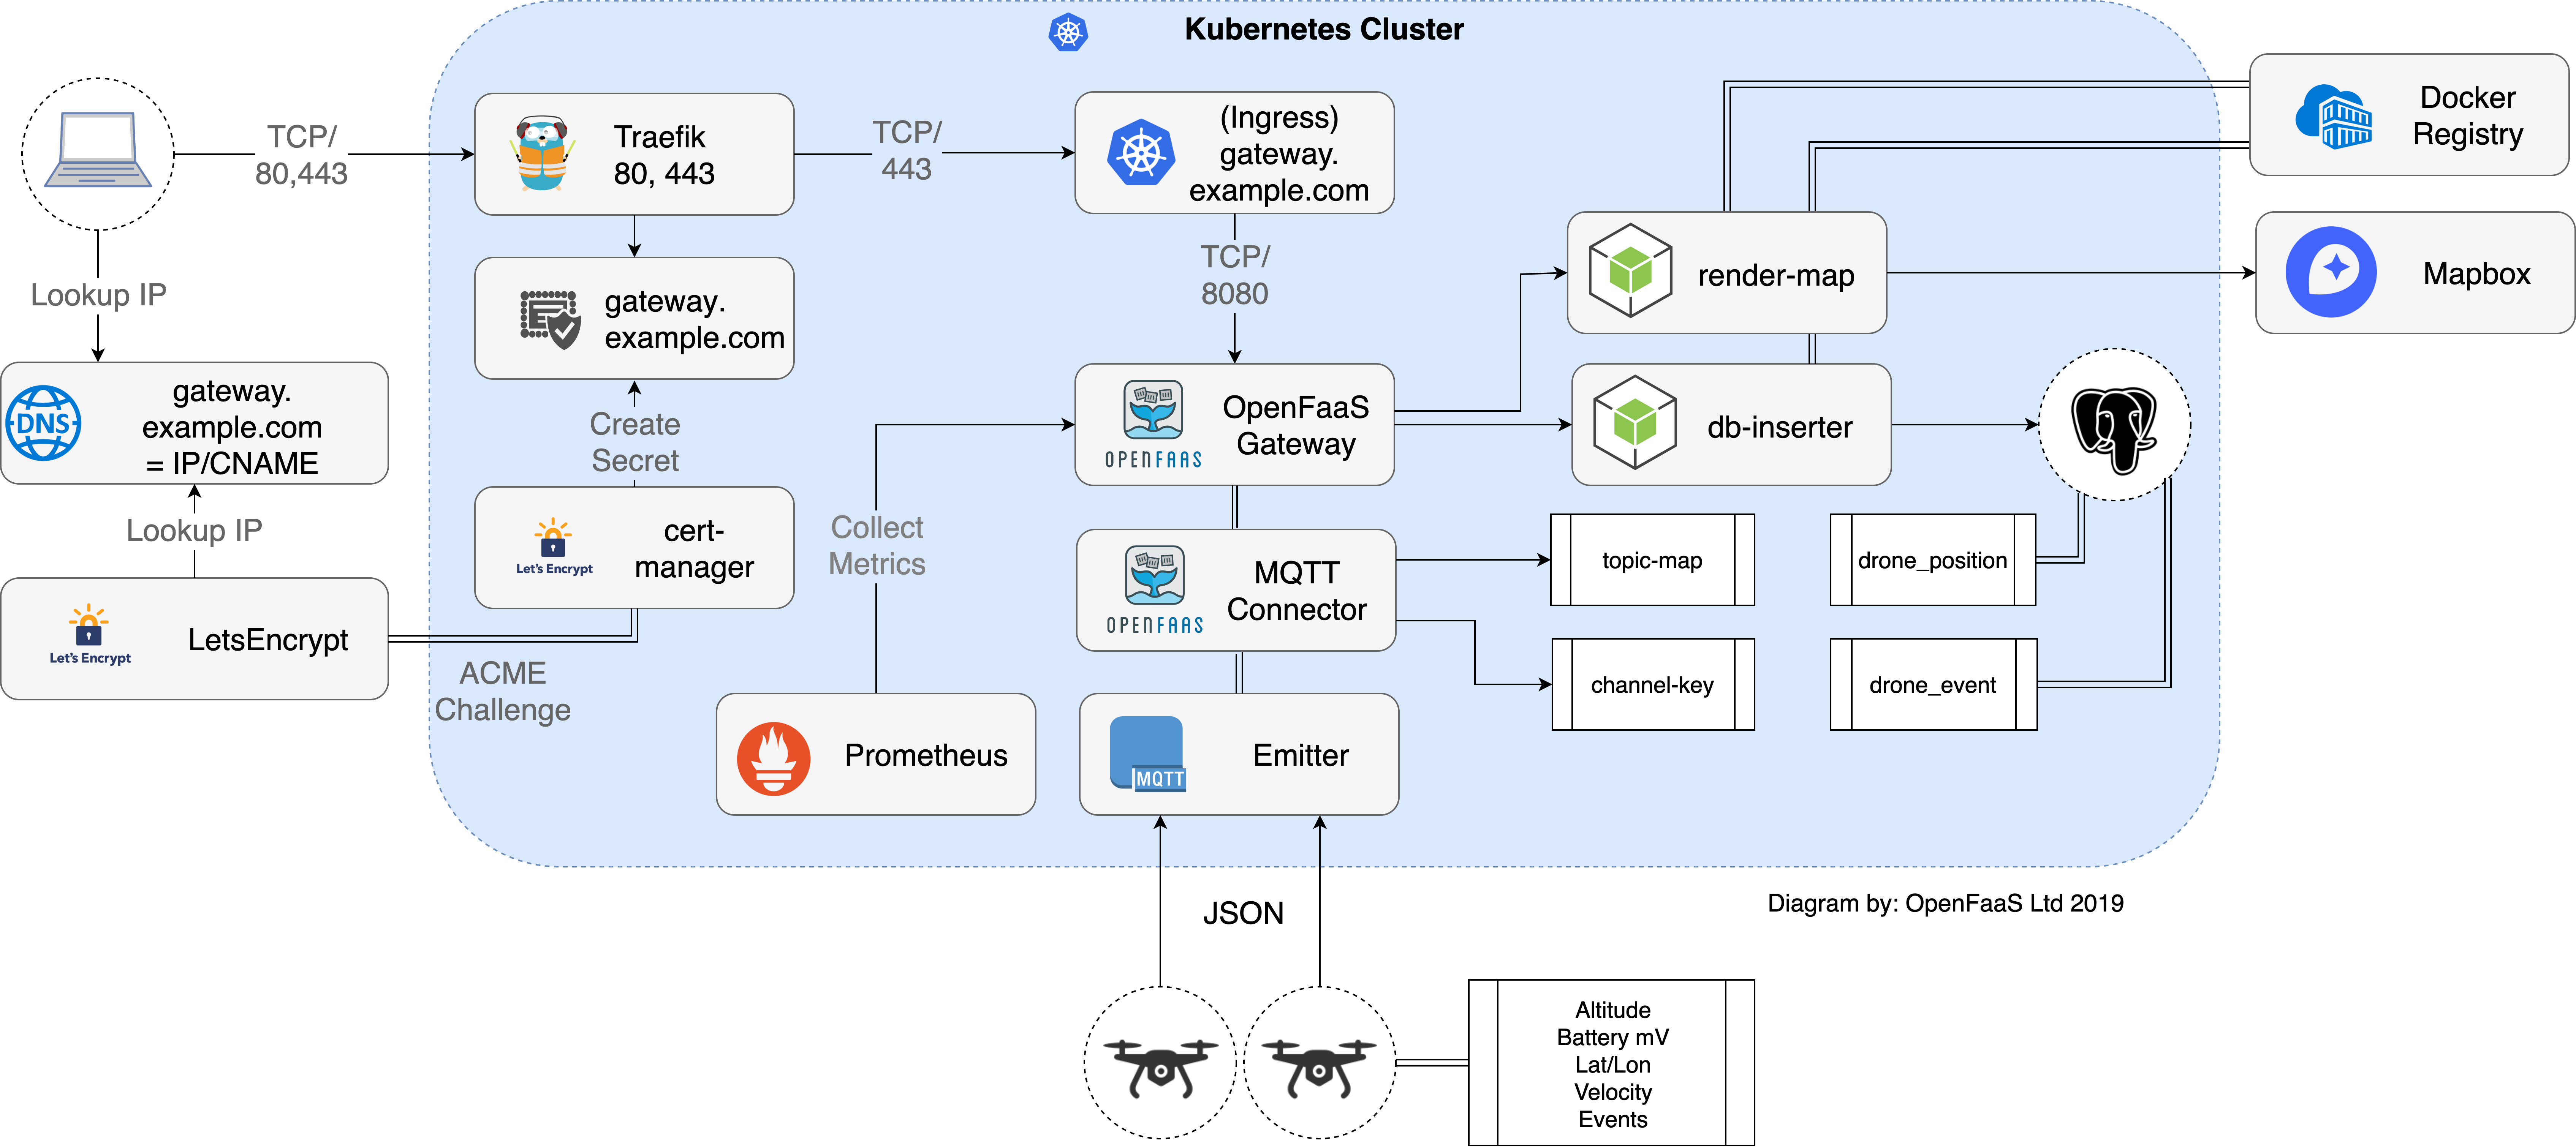 Kubernetes Cluster
TCP/
80,443
Traefik
80, 443
TCP/
443
(Ingress)
gateway.
example.com
Docker
Registry
Lookup IP
gateway.
example.com
TCP/
8080
render-map
Mapbox
DNS
gateway.
example.com
= IP/CNAME
Create
Secret
OPENFAAS
OpenFaaS
Gateway
db-inserter
Lookup IP
Let's Encrypt
cert-
manager
Collect
Metrics
OPENFAAS
MQTT
Connector
topic-map
drone_position
Let's Encrypt
LetsEncrypt
ACME
Challenge
channel-key
drone_event
Prometheus
MQTT
Emitter
JSON
Diagram by: OpenFaaS Ltd 2019
Altitude
Battery mV
Lat/Lon
Velocity
Events